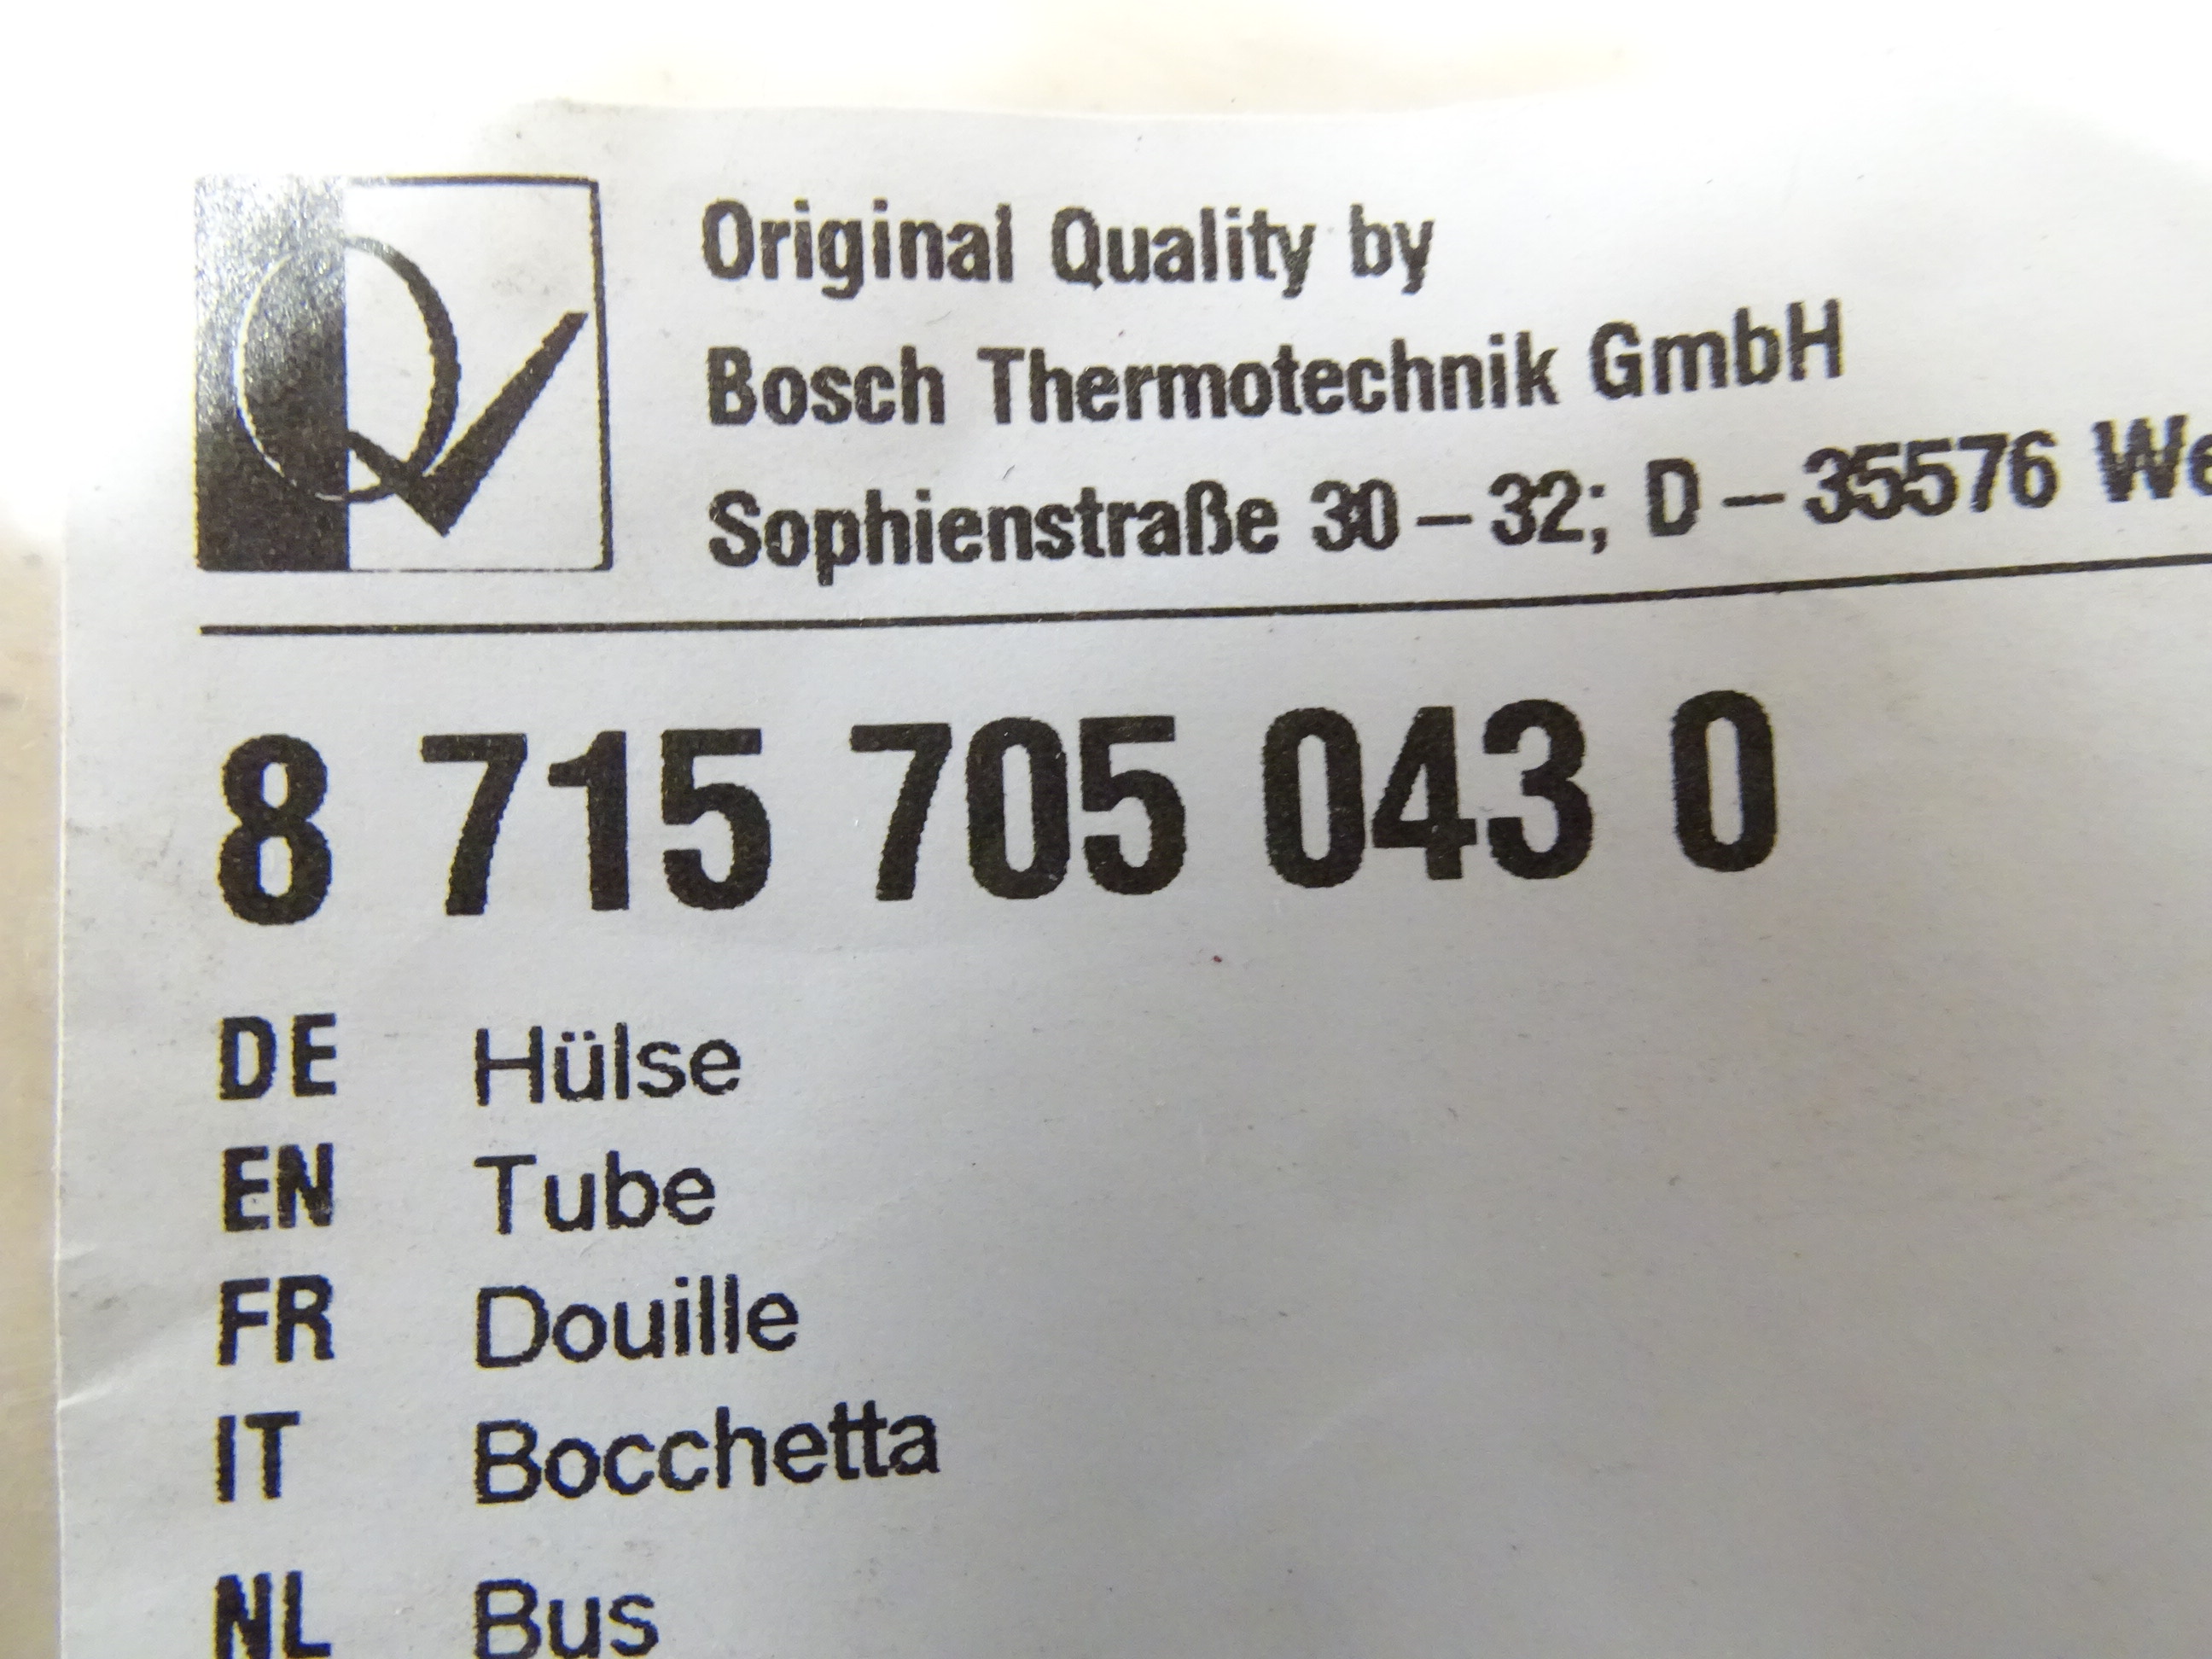 Original Quality by
Bosch Thermotechnik GmbH
Sophienstraße 30 – 32; D – 35576
8 715 705 043 0
DE Hülse
EN Tube
FR Douille
IT Bocchetta
NL Bus